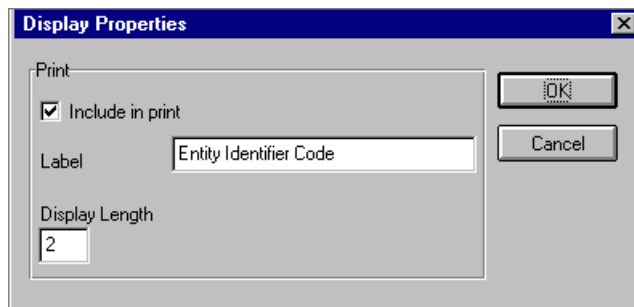 Display Properties
Print
Include in print
OK
Label
Entity Identifier Code
Cancel
Display Length
2